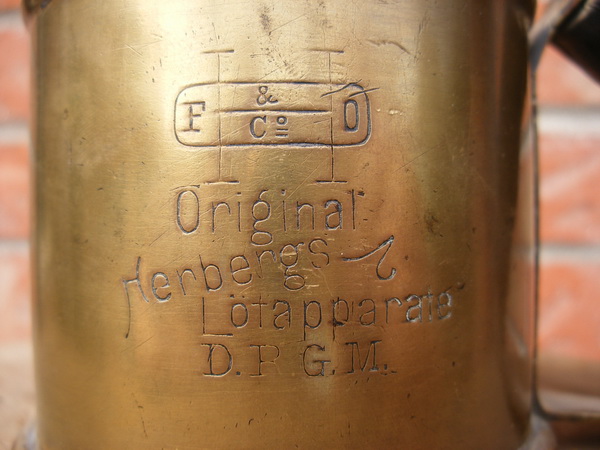 F & Co O
Original
Herbergs
Lötapparate
D.R.G.M.